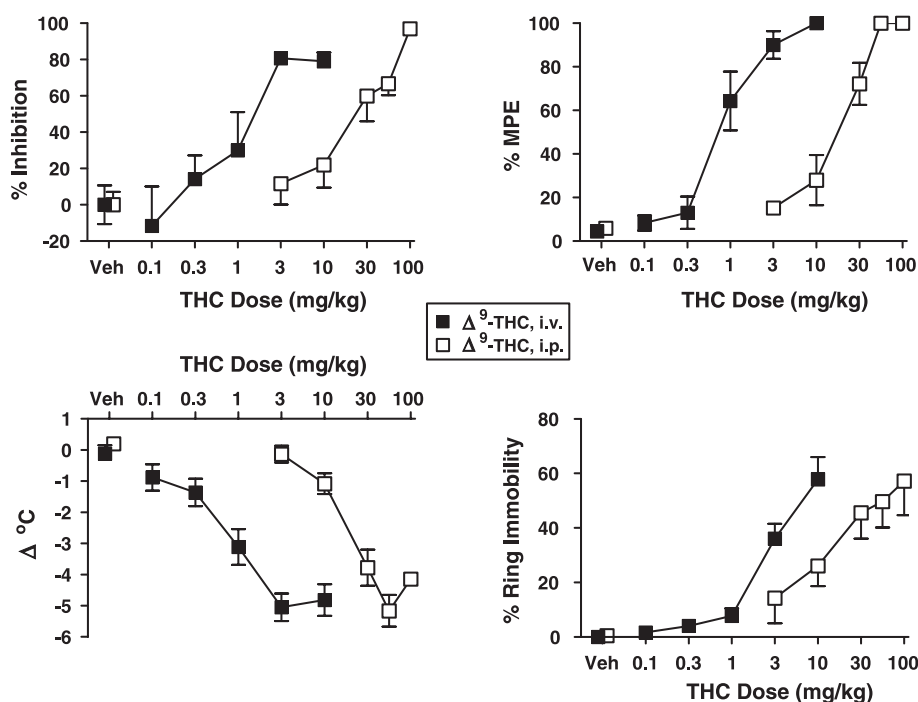 100
80
60
40
20
0
-20
% Inhibition
Veh 0.1 0.3 1 3 10 30 100
THC Dose (mg/kg)
100
80
60
40
20
0
% MPE
Veh 0.1 0.3 1 3 10 30 100
THC Dose (mg/kg)
Δ⁹-THC, i.v.
Δ⁹-THC, i.p.
THC Dose (mg/kg)
Veh 0.1 0.3 1 3 10 30 100
1
0
-1
-2
-3
-4
-5
-6
Δ ºC
80
60
40
20
0
% Ring Immobility
Veh 0.1 0.3 1 3 10 30 100
THC Dose (mg/kg)